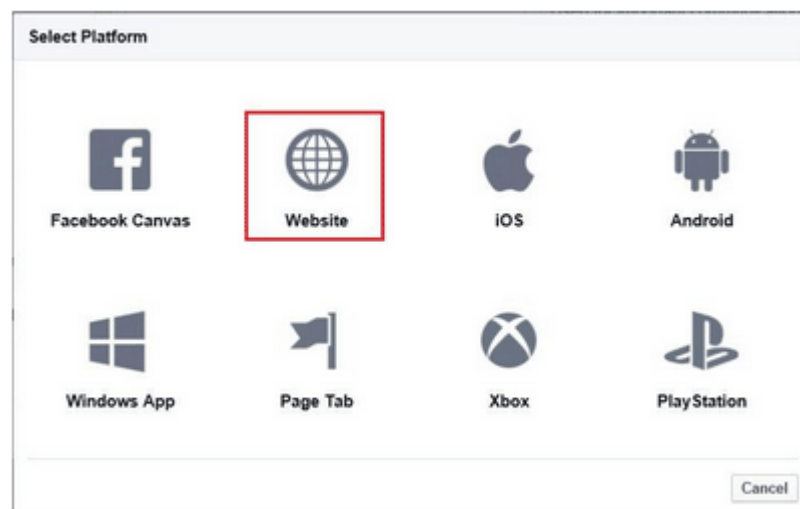 Select Platform
Facebook Canvas
Website
iOS
Android
Windows App
Page Tab
Xbox
PlayStation
Cancel